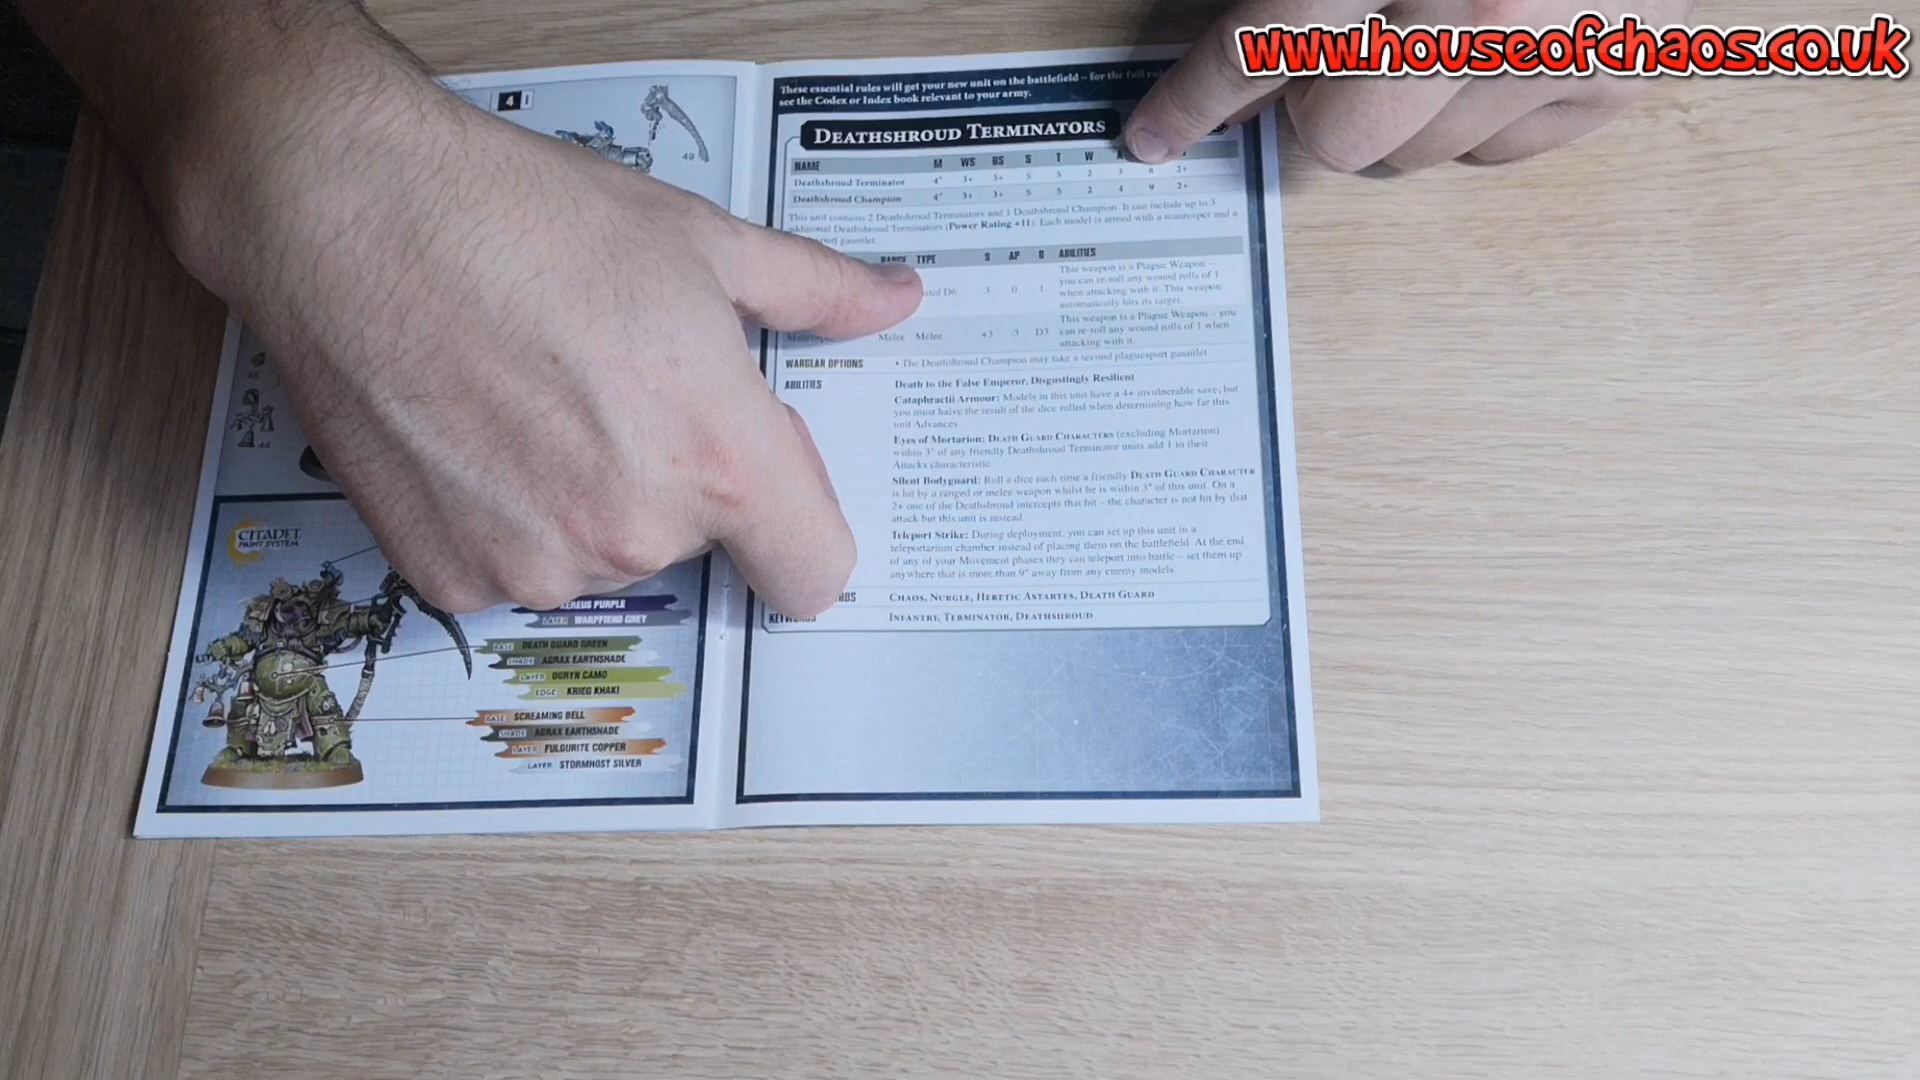 www.houseofchaos.co.uk
4
49
45
44
CITADEL
PAINT SYSTEM
XEREUS PURPLE
LAYER WARPFIEND GREY
BASE DEATH GUARD GREEN
SHADE AGRAX EARTHSHADE
LAYER OGRYN CAMO
EDGE KRIEG KHAKI
BASE SCREAMING BELL
SHADE AGRAX EARTHSHADE
LAYER FULGURITE COPPER
LAYER STORMHOST SILVER
These essential rules will get your new unit on the battlefield – for the full
see the Codex or Index book relevant to your army.
DEATHSHROUD TERMINATORS
NAME M WS BS S T W
Deathshroud Terminator 4" 3+ 3+ 5 5 2 3 8 2+
Deathshroud Champion 4" 3+ 3+ 5 5 2 4 9 2+
This unit contains 2 Deathshroud Terminators and 1 Deathshroud Champion. It can include up to 3
additional Deathshroud Terminators (Power Rating +11). Each model is armed with a manreaper and a
gauntlet.
RANGE TYPE S AP D ABILITIES
D6 3 0 1 This weapon is a Plague Weapon –
you can re-roll any wound rolls of 1
when attacking with it. This weapon
automatically hits its target.
Melee Melee +3 -3 D3 This weapon is a Plague Weapon – you
can re-roll any wound rolls of 1 when
attacking with it.
WARGEAR OPTIONS • The Deathshroud Champion may take a second plaguespurt gauntlet
ABILITIES Death to the False Emperor, Disgustingly Resilient
Cataphractii Armour: Models in this unit have a 4+ invulnerable save, but
you must halve the result of the dice rolled when determining how far this
unit Advances.
Eyes of Mortarion: DEATH GUARD CHARACTERS (excluding Mortarion)
within 3" of any friendly Deathshroud Terminator units add 1 to their
Attacks characteristic.
Silent Bodyguard: Roll a dice each time a friendly DEATH GUARD CHARACTER
is hit by a ranged or melee weapon whilst he is within 3" of this unit. On a
2+ one of the Deathshroud intercepts that hit – the character is not hit by that
attack but this unit is instead
Teleport Strike: During deployment, you can set up this unit in a
teleportarium chamber instead of placing them on the battlefield. At the end
of any of your Movement phases they can teleport into battle – set them up
anywhere that is more than 9" away from any enemy models.
CHAOS, NURGLE, HERETIC ASTARTES, DEATH GUARD
KEYWORDS INFANTRY, TERMINATOR, DEATHSHROUD